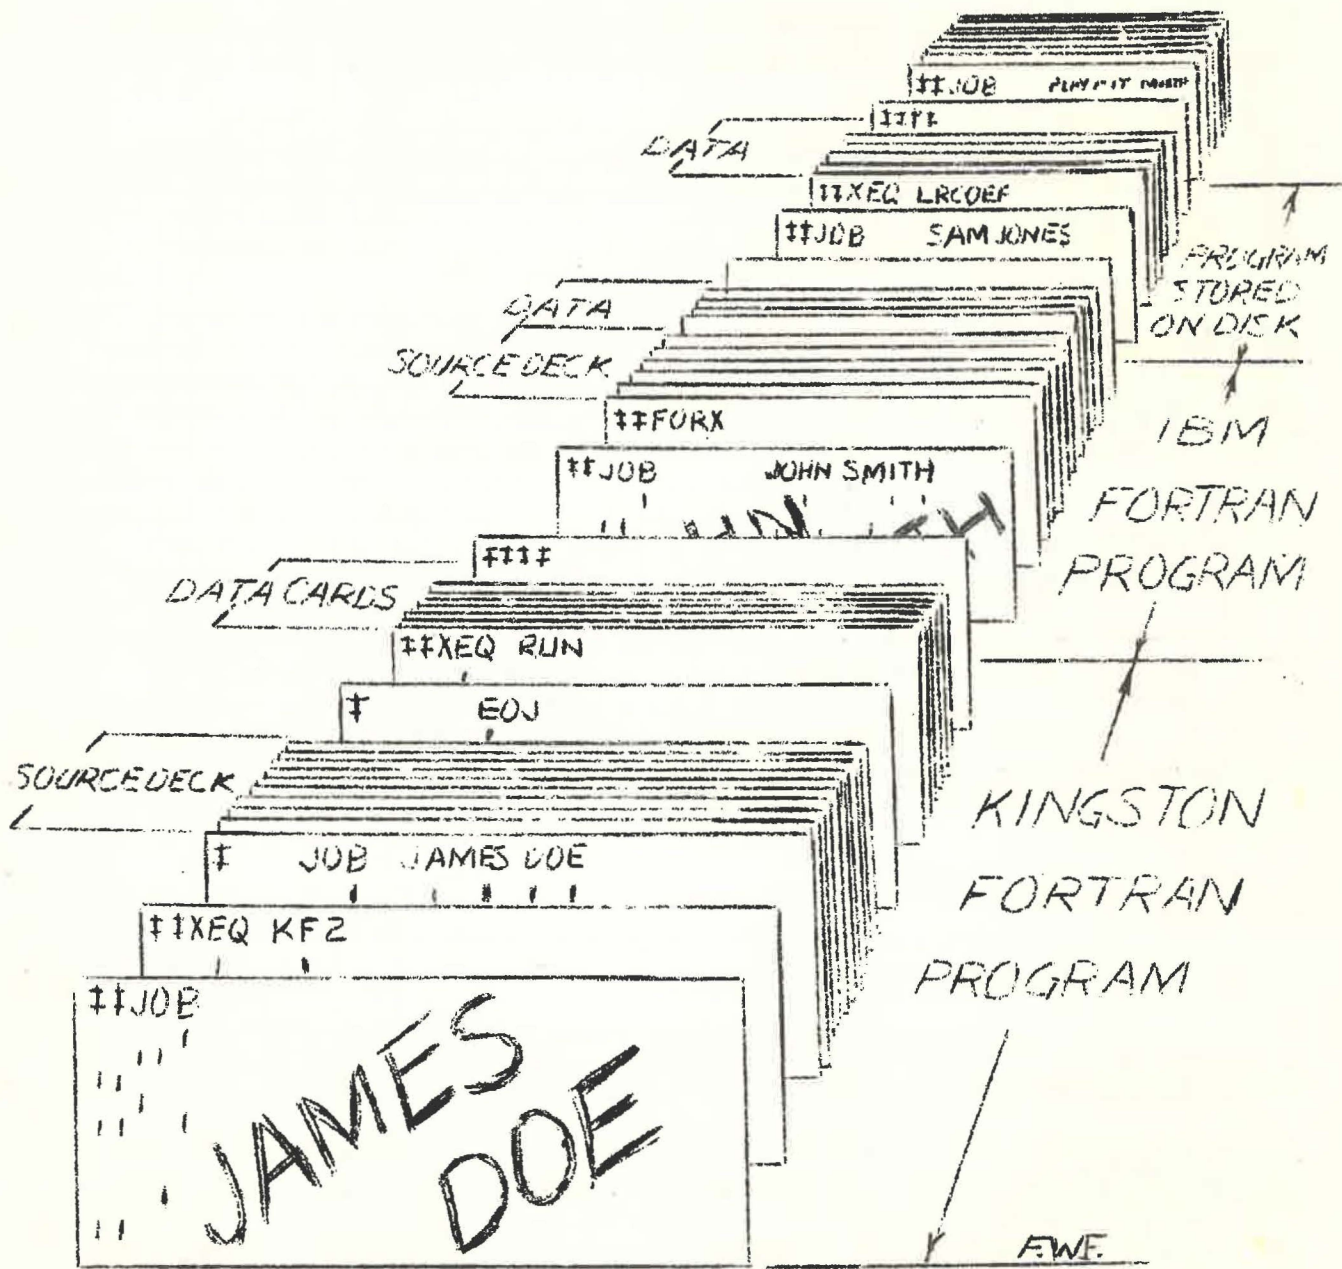 ‡‡JOB
‡‡‡‡
DATA
‡‡XEQ LRCOEF
‡‡JOB SAM JONES
PROGRAM
STORED
ON DISK
DATA
SOURCE DECK
‡‡FORX
IBM
FORTRAN
PROGRAM
‡‡JOB JOHN SMITH
‡‡‡‡
DATA CARDS
‡‡XEQ RUN
‡ EOJ
SOURCE DECK
KINGSTON
FORTRAN
PROGRAM
‡ JOB JAMES DOE
‡‡XEQ KF2
‡‡JOB
JAMES
DOE
F.W.F.